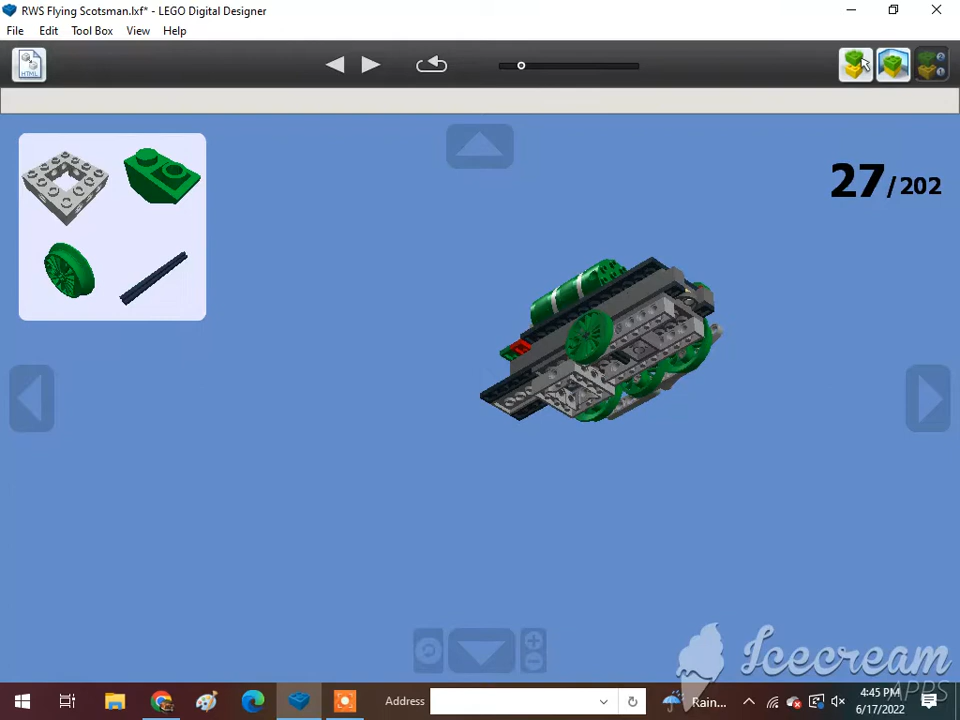 RWS Flying Scotsman.lxf* - LEGO Digital Designer
File Edit Tool Box View Help
HTML
27/202
Icecream
APPS
Address
Rain...
4:45 PM
6/17/2022